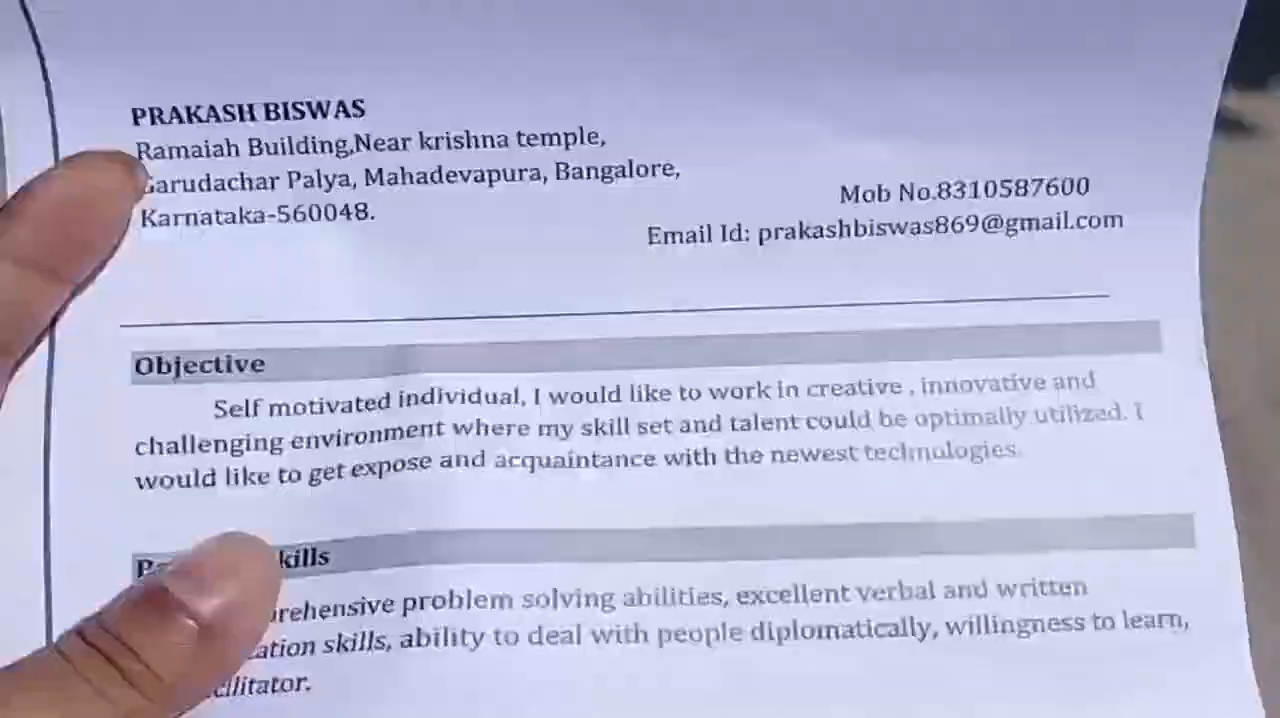 PRAKASH BISWAS
Ramaiah Building,Near krishna temple,
Garudachar Palya, Mahadevapura, Bangalore,
Karnataka-560048.
Mob No.8310587600
Email Id: prakashbiswas869@gmail.com
Objective
Self motivated individual, I would like to work in creative , innovative and
challenging environment where my skill set and talent could be optimally utilized. I
would like to get expose and acquaintance with the newest technologies.
kills
rehensive problem solving abilities, excellent verbal and written
ation skills, ability to deal with people diplomatically, willingness to learn,
cilitator.